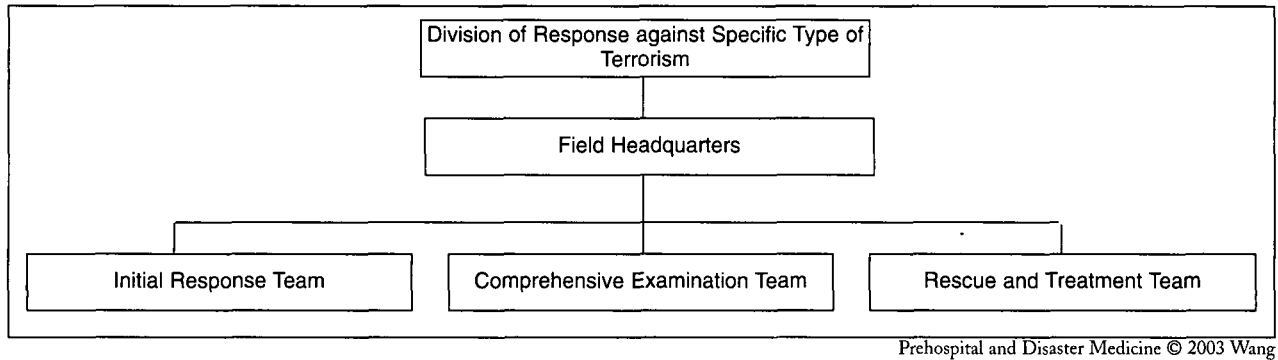 Division of Response against Specific Type of
Terrorism
Field Headquarters
Initial Response Team
Comprehensive Examination Team
Rescue and Treatment Team
Prehospital and Disaster Medicine © 2003 Wang